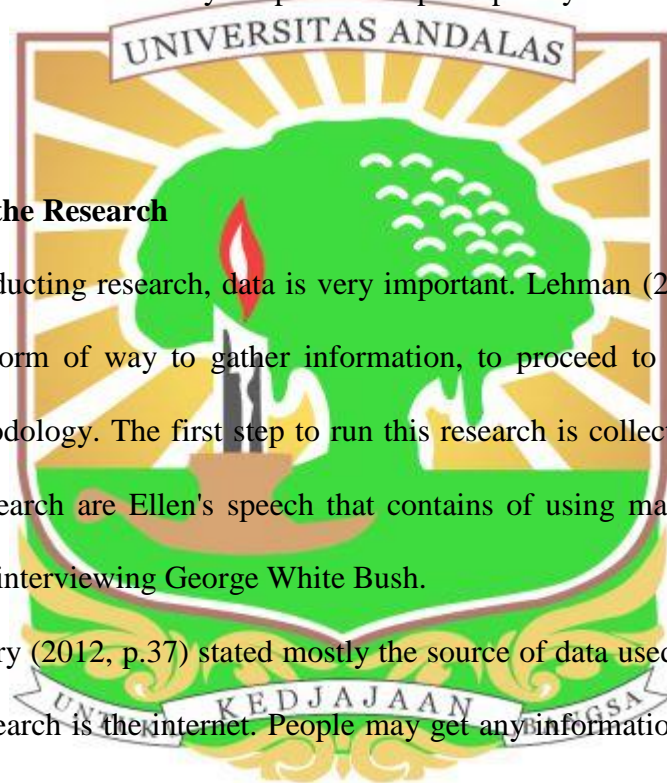 UNIVERSITAS ANDALAS
the Research
ducting research, data is very important. Lehman (2
orm of way to gather information, to proceed to
odology. The first step to run this research is collect
earch are Ellen's speech that contains of using ma
interviewing George White Bush.
ry (2012, p.37) stated mostly the source of data used
earch is the internet. People may get any informatio
UNTUK KEDJAJAAN BANGSA